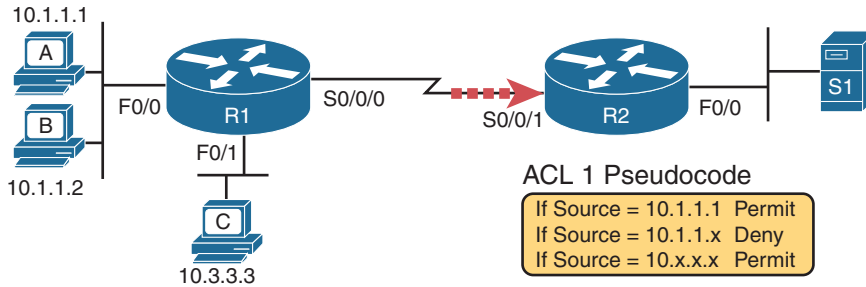 10.1.1.1
A
B
10.1.1.2
F0/0
R1
S0/0/0
F0/1
C
10.3.3.3
S0/0/1
R2
F0/0
S1
ACL 1 Pseudocode
If Source = 10.1.1.1 Permit
If Source = 10.1.1.x Deny
If Source = 10.x.x.x Permit